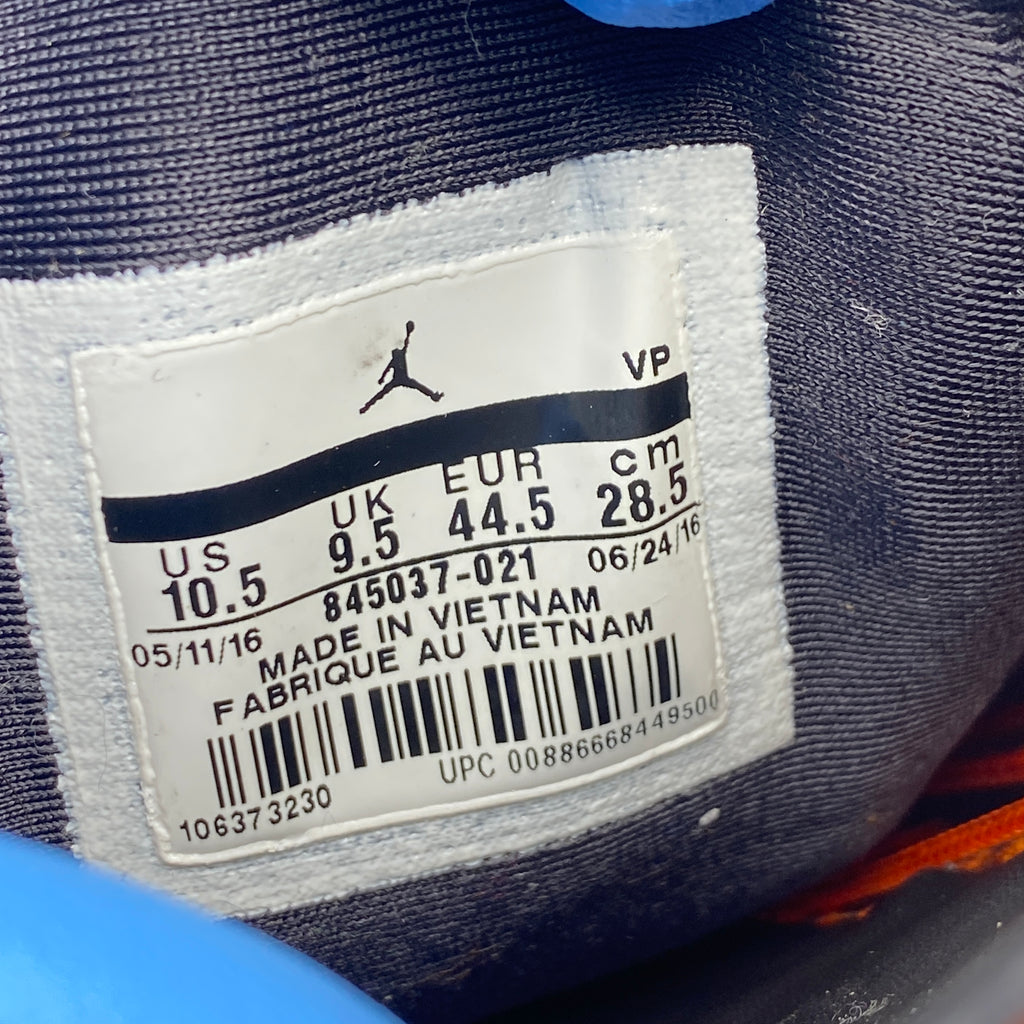 VP
US UK EUR cm
10.5 9.5 44.5 28.5
05/11/16 845037-021 06/24/16
MADE IN VIETNAM
FABRIQUE AU VIETNAM
UPC 00886668449500
106373230